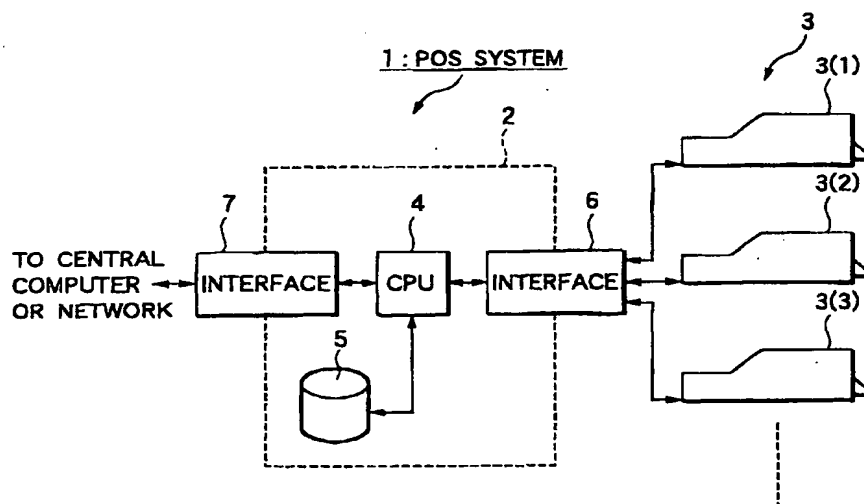 1 : POS SYSTEM
3
3(1)
2
3(2)
7
4
6
TO CENTRAL
COMPUTER
OR NETWORK
INTERFACE
CPU
INTERFACE
3(3)
5